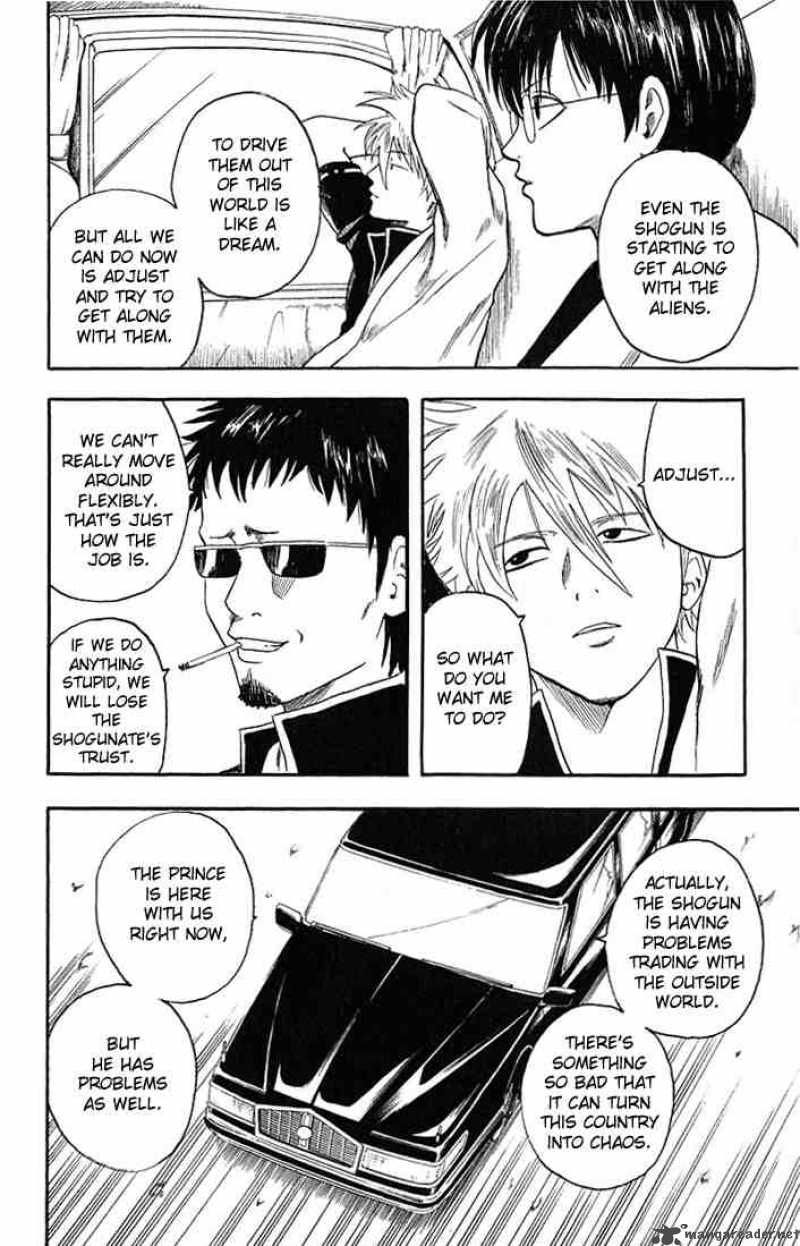 EVEN THE
SHOGUN IS
STARTING TO
GET ALONG
WITH THE
ALIENS.
TO DRIVE
THEM OUT
OF THIS
WORLD IS
LIKE A
DREAM.
BUT ALL WE
CAN DO NOW
IS ADJUST
AND TRY TO
GET ALONG
WITH THEM.
ADJUST...
SO WHAT
DO YOU
WANT ME
TO DO?
WE CAN'T
REALLY MOVE
AROUND
FLEXIBLY.
THAT'S JUST
HOW THE
JOB IS.
IF WE DO
ANYTHING
STUPID, WE
WILL LOSE
THE
SHOGUNATE'S
TRUST.
ACTUALLY,
THE SHOGUN
IS HAVING
PROBLEMS
TRADING WITH
THE OUTSIDE
WORLD.
THERE'S
SOMETHING
SO BAD THAT
IT CAN TURN
THIS COUNTRY
INTO CHAOS.
THE PRINCE
IS HERE
WITH US
RIGHT NOW,
BUT
HE HAS
PROBLEMS
AS WELL.
mangareader.net